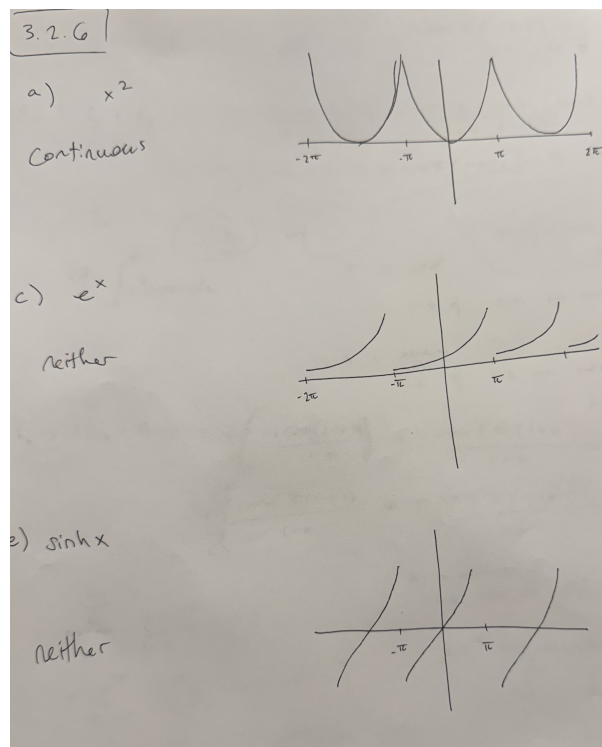 3.2.6
a) x²
Continuous
-2π -π π 2π
c) eˣ
neither
-2π -π π
e) sinh x
neither
-π π